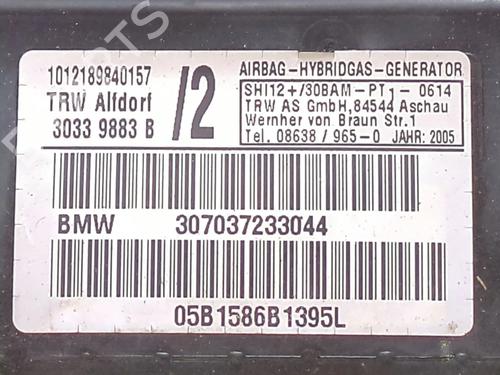 1012189840157
TRW Alfdorf
3033 9883 B
/2
AIRBAG-HYBRIDGAS-GENERATOR
SHI12+/30BAM-PT1-0614
TRW AS GmbH,84544 Aschau
Wernher von Braun Str.1
Tel. 08638/965-0 JAHR:2005
BMW 307037233044
05B1586B1395L